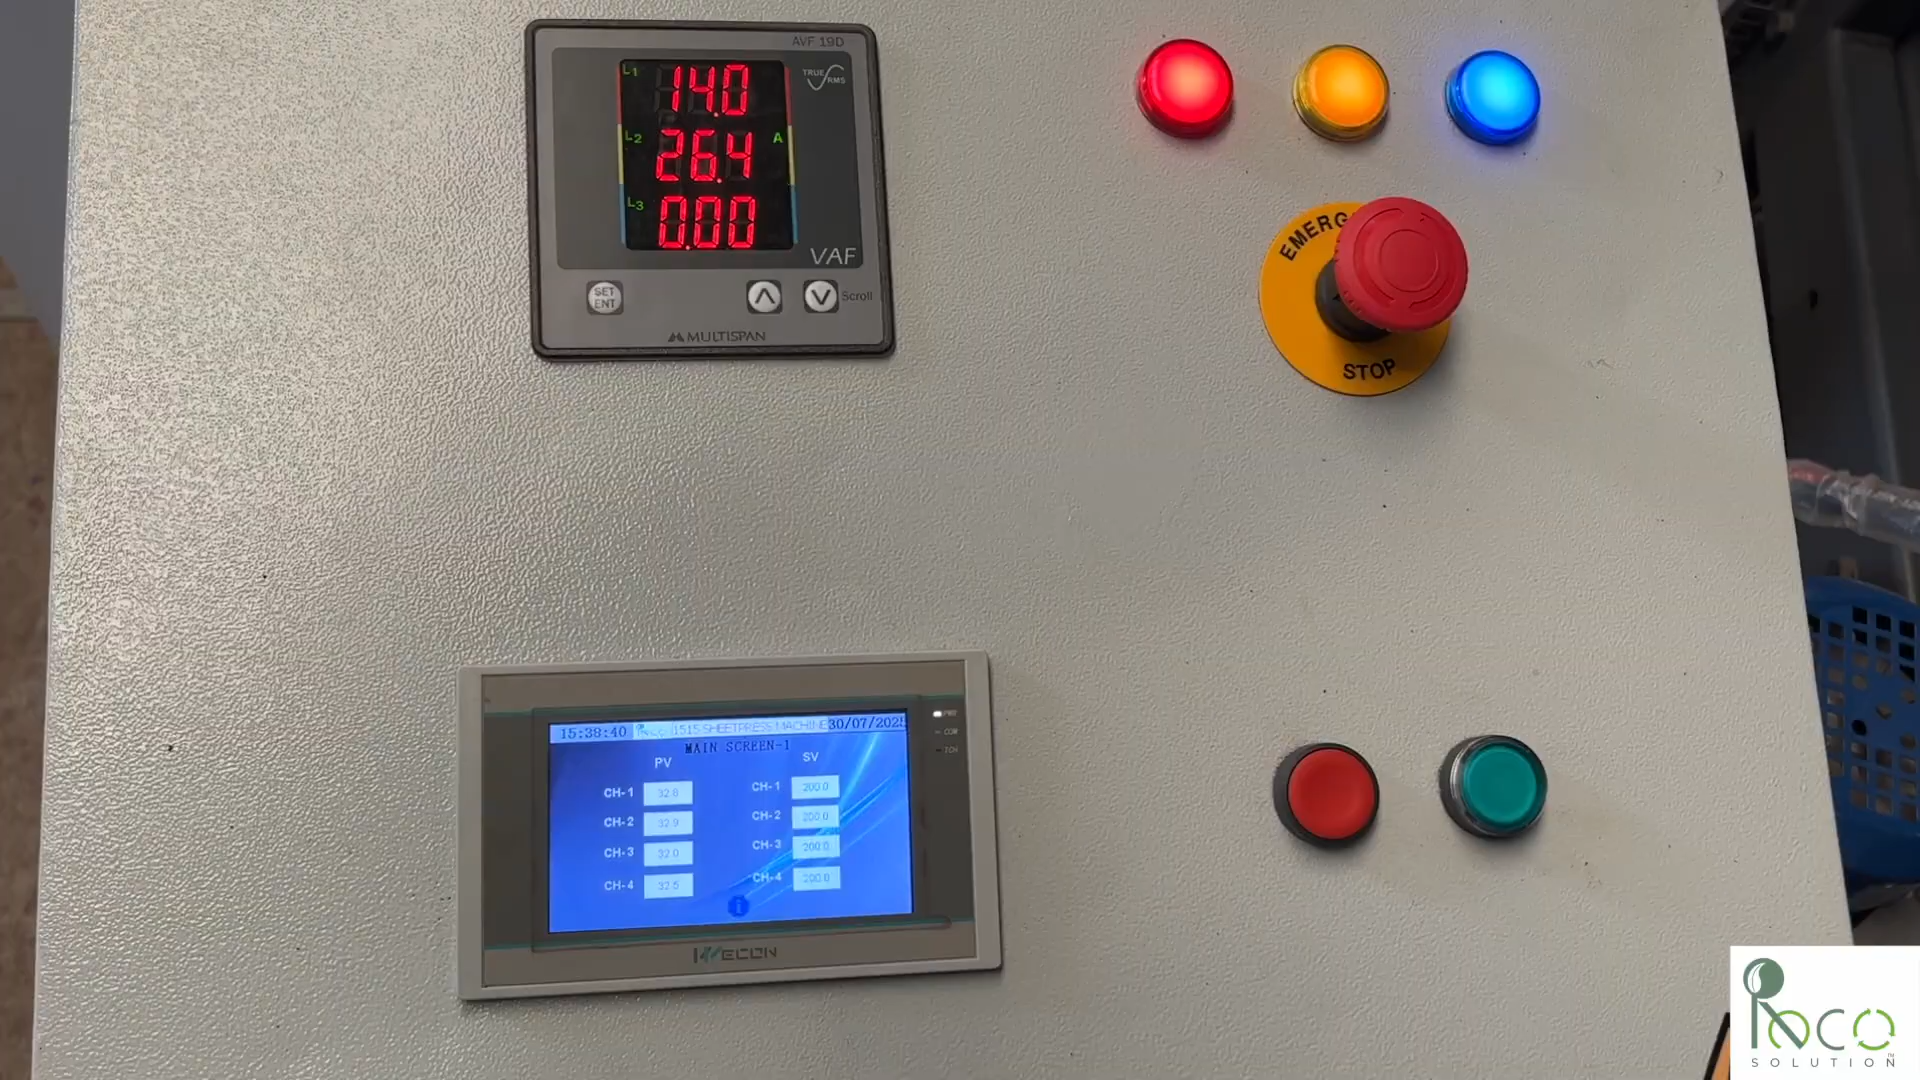 AVF 19D
L1 14.0
TRUE RMS
L2 26.4 A
L3 0.00
VAF
SET ENT
Scroll
MULTISPAN
EMERG
STOP
15:38:40 1515 SHEETPRESS MACHINE 30/07/2025
MAIN SCREEN-1
PV SV
CH-1 32.8 CH-1 200.0
CH-2 32.9 CH-2 200.0
CH-3 32.0 CH-3 200.0
CH-4 32.5 CH-4 200.0
PWR
COM
WECON
ROCO
SOLUTION